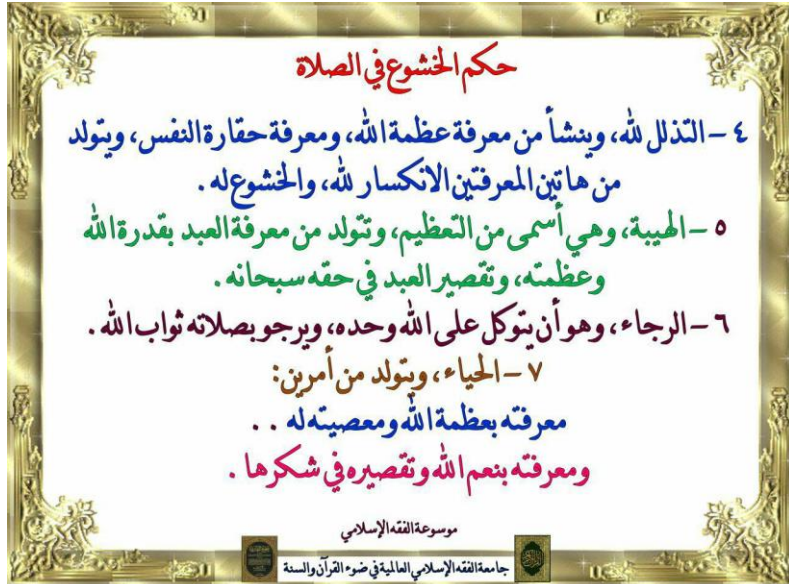 حكم الخشوع في الصلاة
٤ – التذلل لله، وينشأ من معرفة عظمة الله، ومعرفة حقارة النفس، ويتولد
من هاتين المعرفتين الانكسار لله، والخشوع له .
٥ – الهيبة، وهي أسمى من التعظيم، وتتولد من معرفة العبد بقدرة الله
وعظمته، وتقصير العبد في حقه سبحانه .
٦ – الرجاء، وهو أن يتوكل على الله وحده، ويرجو بصلاته ثواب الله .
٧ – الحياء، ويتولد من أمرين:
معرفته بعظمة الله ومعصيته له . .
ومعرفته بنعم الله وتقصيره في شكرها .
موسوعة الفقه الإسلامي
جامعة الفقه الإسلامي العالمية في ضوء القرآن والسنة